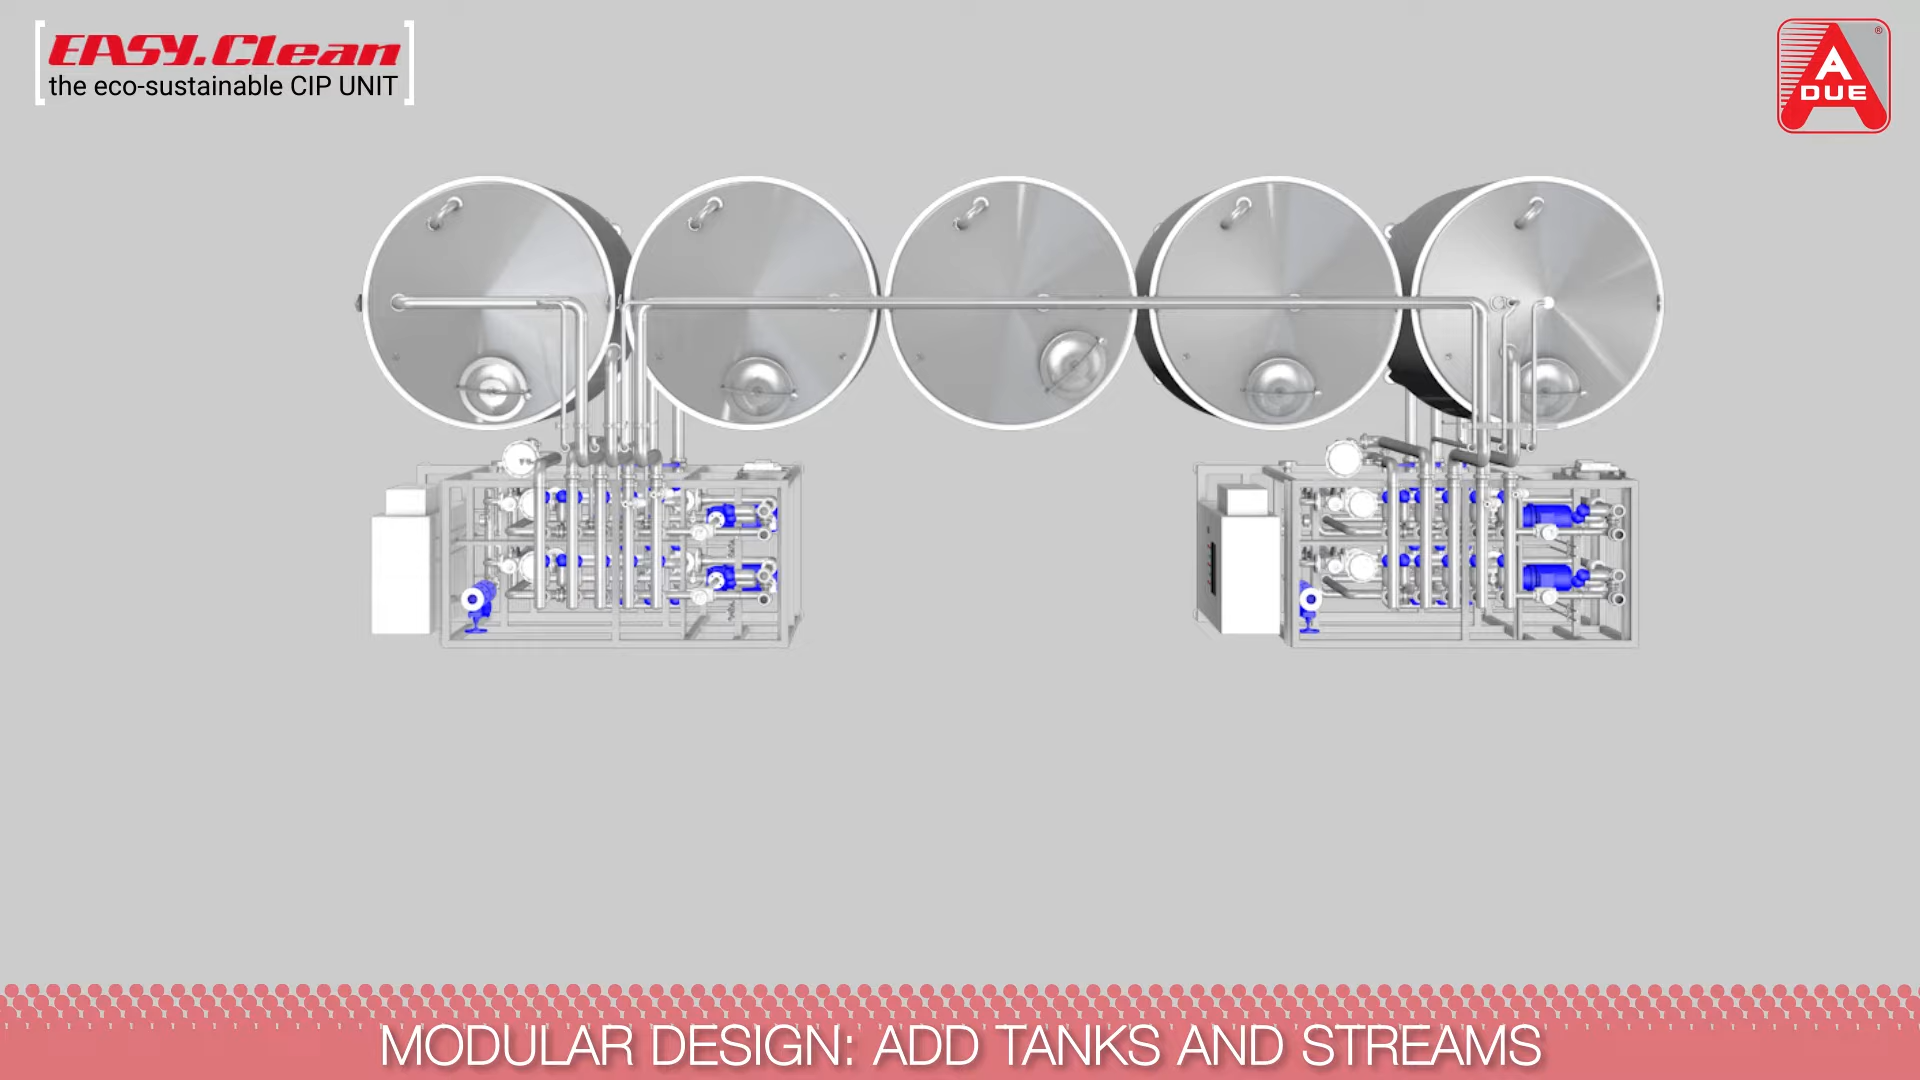 EASY.Clean
the eco-sustainable CIP UNIT
A
DUE
®
MODULAR DESIGN: ADD TANKS AND STREAMS